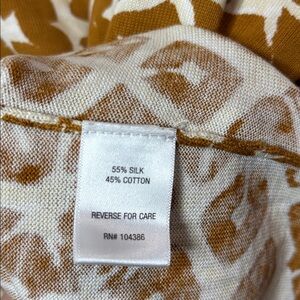 55% SILK
45% COTTON
REVERSE FOR CARE
RN# 104386